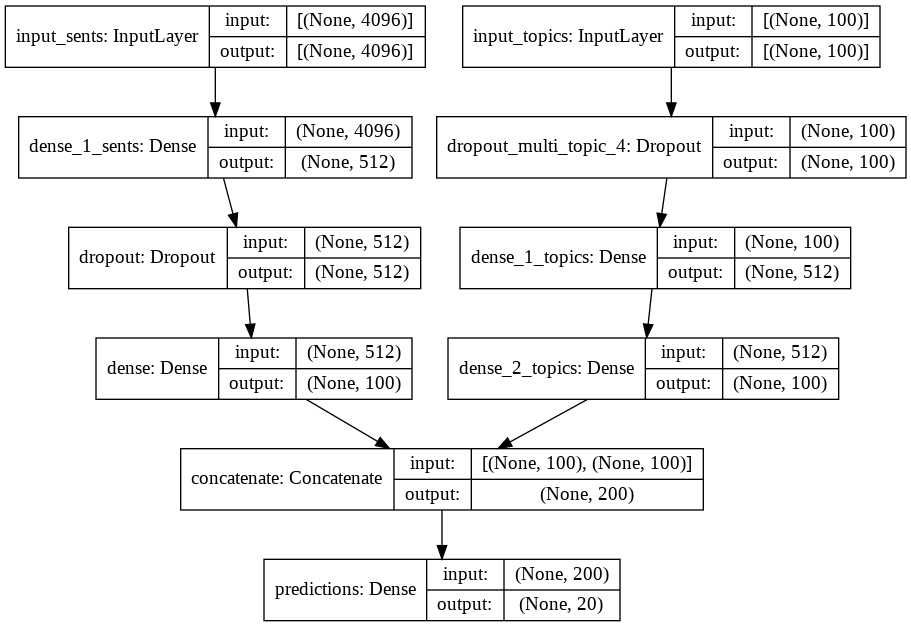 input_sents: InputLayer
input:
[(None, 4096)]
output:
[(None, 4096)]
input_topics: InputLayer
input:
[(None, 100)]
output:
[(None, 100)]
dense_1_sents: Dense
input:
(None, 4096)
output:
(None, 512)
dropout_multi_topic_4: Dropout
input:
(None, 100)
output:
(None, 100)
dropout: Dropout
input:
(None, 512)
output:
(None, 512)
dense_1_topics: Dense
input:
(None, 100)
output:
(None, 512)
dense: Dense
input:
(None, 512)
output:
(None, 100)
dense_2_topics: Dense
input:
(None, 512)
output:
(None, 100)
concatenate: Concatenate
input:
[(None, 100), (None, 100)]
output:
(None, 200)
predictions: Dense
input:
(None, 200)
output:
(None, 20)